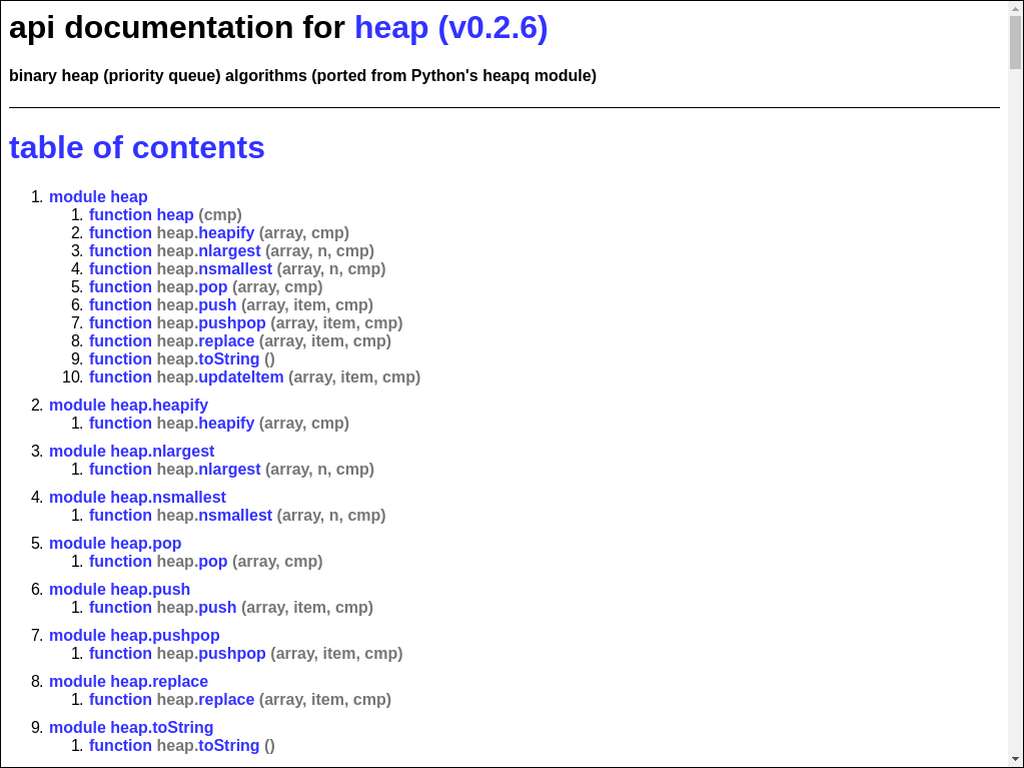 api documentation for heap (v0.2.6)
binary heap (priority queue) algorithms (ported from Python's heapq module)
table of contents
1. module heap
1. function heap (cmp)
2. function heap.heapify (array, cmp)
3. function heap.nlargest (array, n, cmp)
4. function heap.nsmallest (array, n, cmp)
5. function heap.pop (array, cmp)
6. function heap.push (array, item, cmp)
7. function heap.pushpop (array, item, cmp)
8. function heap.replace (array, item, cmp)
9. function heap.toString ()
10. function heap.updateItem (array, item, cmp)
2. module heap.heapify
1. function heap.heapify (array, cmp)
3. module heap.nlargest
1. function heap.nlargest (array, n, cmp)
4. module heap.nsmallest
1. function heap.nsmallest (array, n, cmp)
5. module heap.pop
1. function heap.pop (array, cmp)
6. module heap.push
1. function heap.push (array, item, cmp)
7. module heap.pushpop
1. function heap.pushpop (array, item, cmp)
8. module heap.replace
1. function heap.replace (array, item, cmp)
9. module heap.toString
1. function heap.toString ()